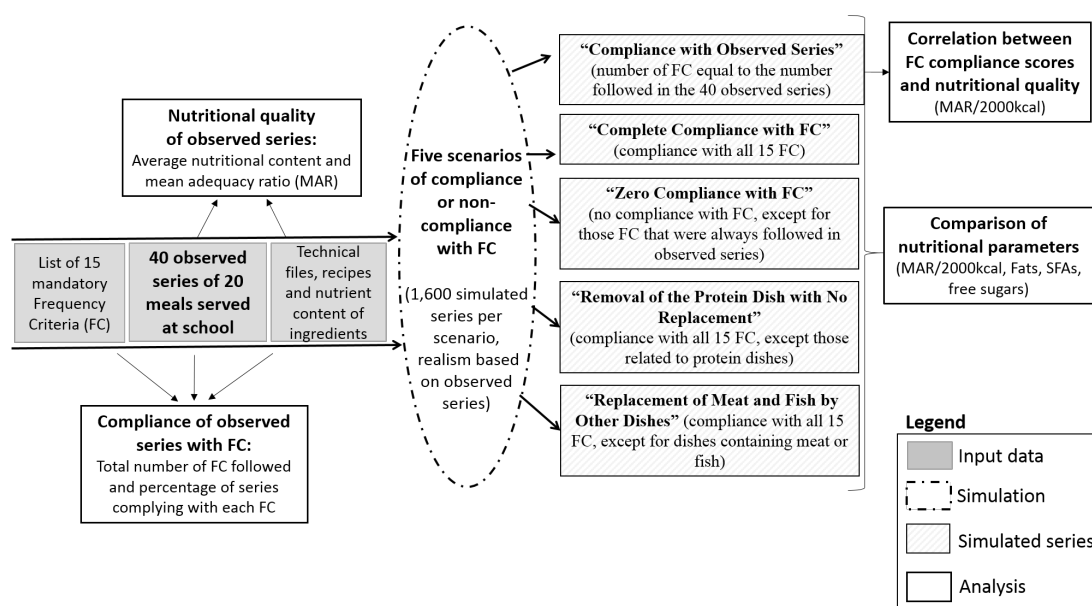 Nutritional quality
of observed series:
Average nutritional content and
mean adequacy ratio (MAR)
List of 15
mandatory
Frequency
Criteria (FC)
40 observed
series of 20
meals served
at school
Technical
files, recipes
and nutrient
content of
ingredients
Compliance of observed
series with FC:
Total number of FC followed
and percentage of series
complying with each FC
Five scenarios
of compliance
or non-
compliance
with FC
(1,600 simulated
series per
scenario,
realism based
on observed
series)
“Compliance with Observed Series”
(number of FC equal to the number
followed in the 40 observed series)
“Complete Compliance with FC”
(compliance with all 15 FC)
“Zero Compliance with FC”
(no compliance with FC, except for
those FC that were always followed in
observed series)
“Removal of the Protein Dish with No
Replacement”
(compliance with all 15 FC, except those
related to protein dishes)
“Replacement of Meat and Fish by
Other Dishes” (compliance with all 15
FC, except for dishes containing meat or
fish)
Correlation between
FC compliance scores
and nutritional quality
(MAR/2000kcal)
Comparison of
nutritional parameters
(MAR/2000kcal, Fats, SFAs,
free sugars)
Legend
Input data
Simulation
Simulated series
Analysis